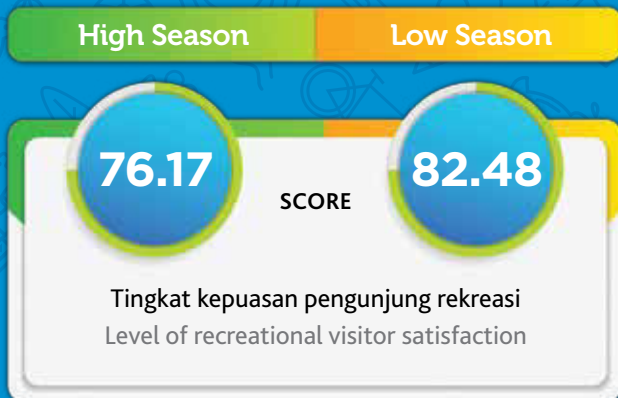 High Season Low Season
76.17 82.48
SCORE
Tingkat kepuasan pengunjung rekreasi
Level of recreational visitor satisfaction